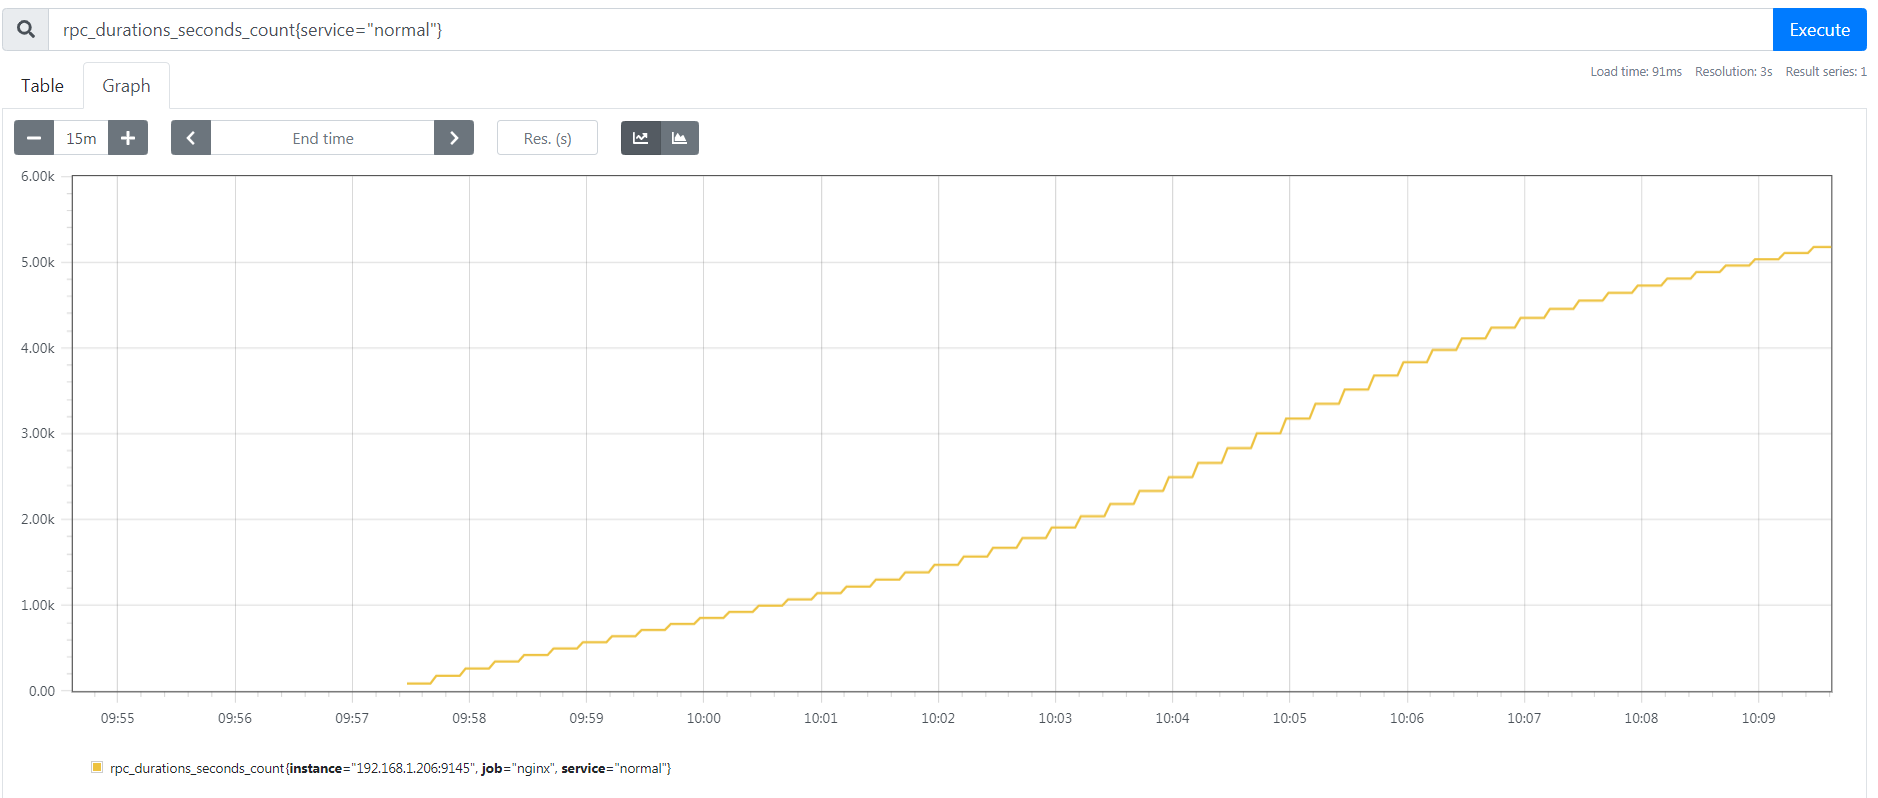 rpc_durations_seconds_count{service="normal"}
Execute
Table
Graph
Load time: 91ms Resolution: 3s Result series: 1
15m
End time
Res. (s)
6.00k
5.00k
4.00k
3.00k
2.00k
1.00k
0.00
09:55 09:56 09:57 09:58 09:59 10:00 10:01 10:02 10:03 10:04 10:05 10:06 10:07 10:08 10:09
rpc_durations_seconds_count{instance="192.168.1.206:9145", job="nginx", service="normal"}